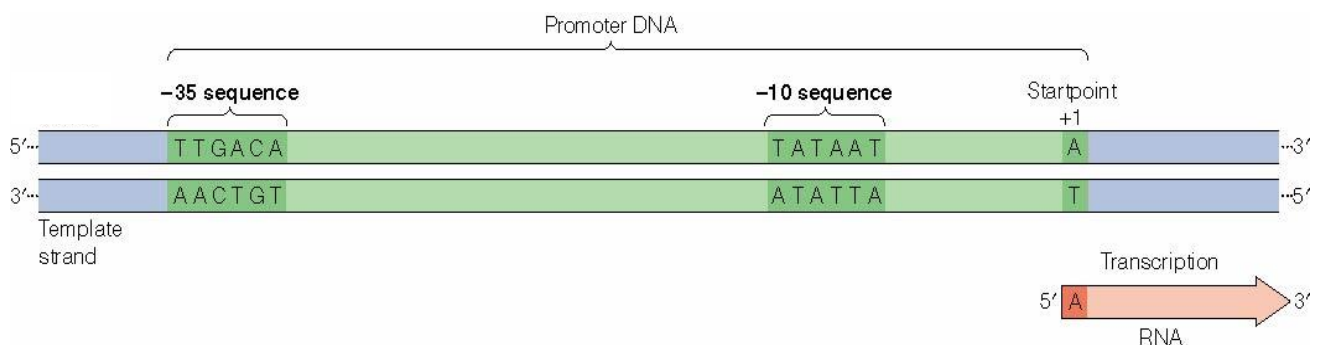 Promoter DNA
–35 sequence
–10 sequence
Startpoint
+1
5′
TTGACA
TATAAT
A
3′
3′
AACTGT
ATATTA
T
5′
Template
strand
Transcription
5′
A
3′
RNA